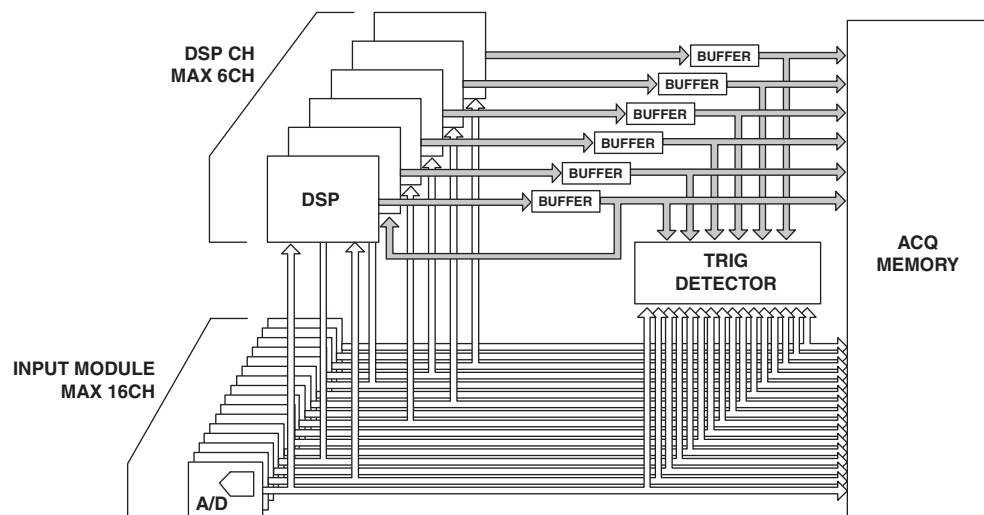 DSP CH
MAX 6CH
BUFFER
BUFFER
BUFFER
BUFFER
BUFFER
BUFFER
DSP
TRIG
DETECTOR
ACQ
MEMORY
INPUT MODULE
MAX 16CH
A/D